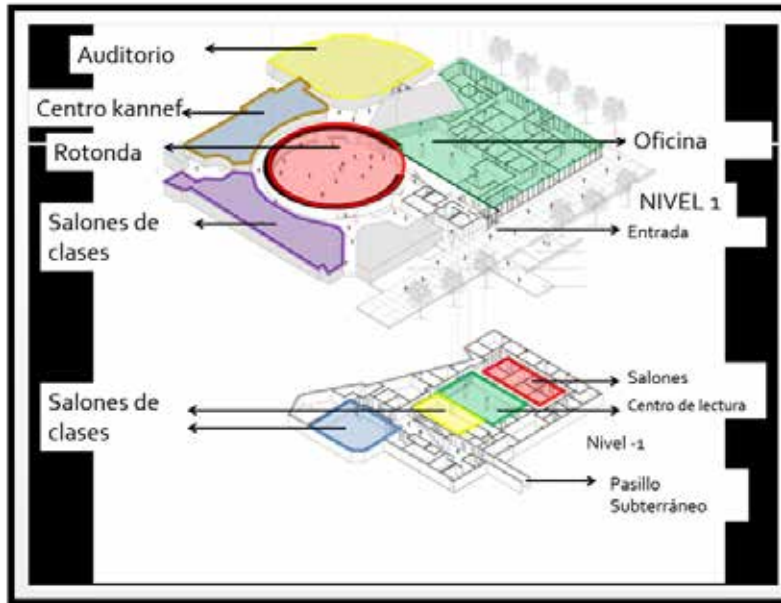 Auditorio
Centro kannef
Rotonda
Oficina
Salones de
clases
NIVEL 1
Entrada
Salones de
clases
Salones
Centro de lectura
Nivel -1
Pasillo
Subterráneo